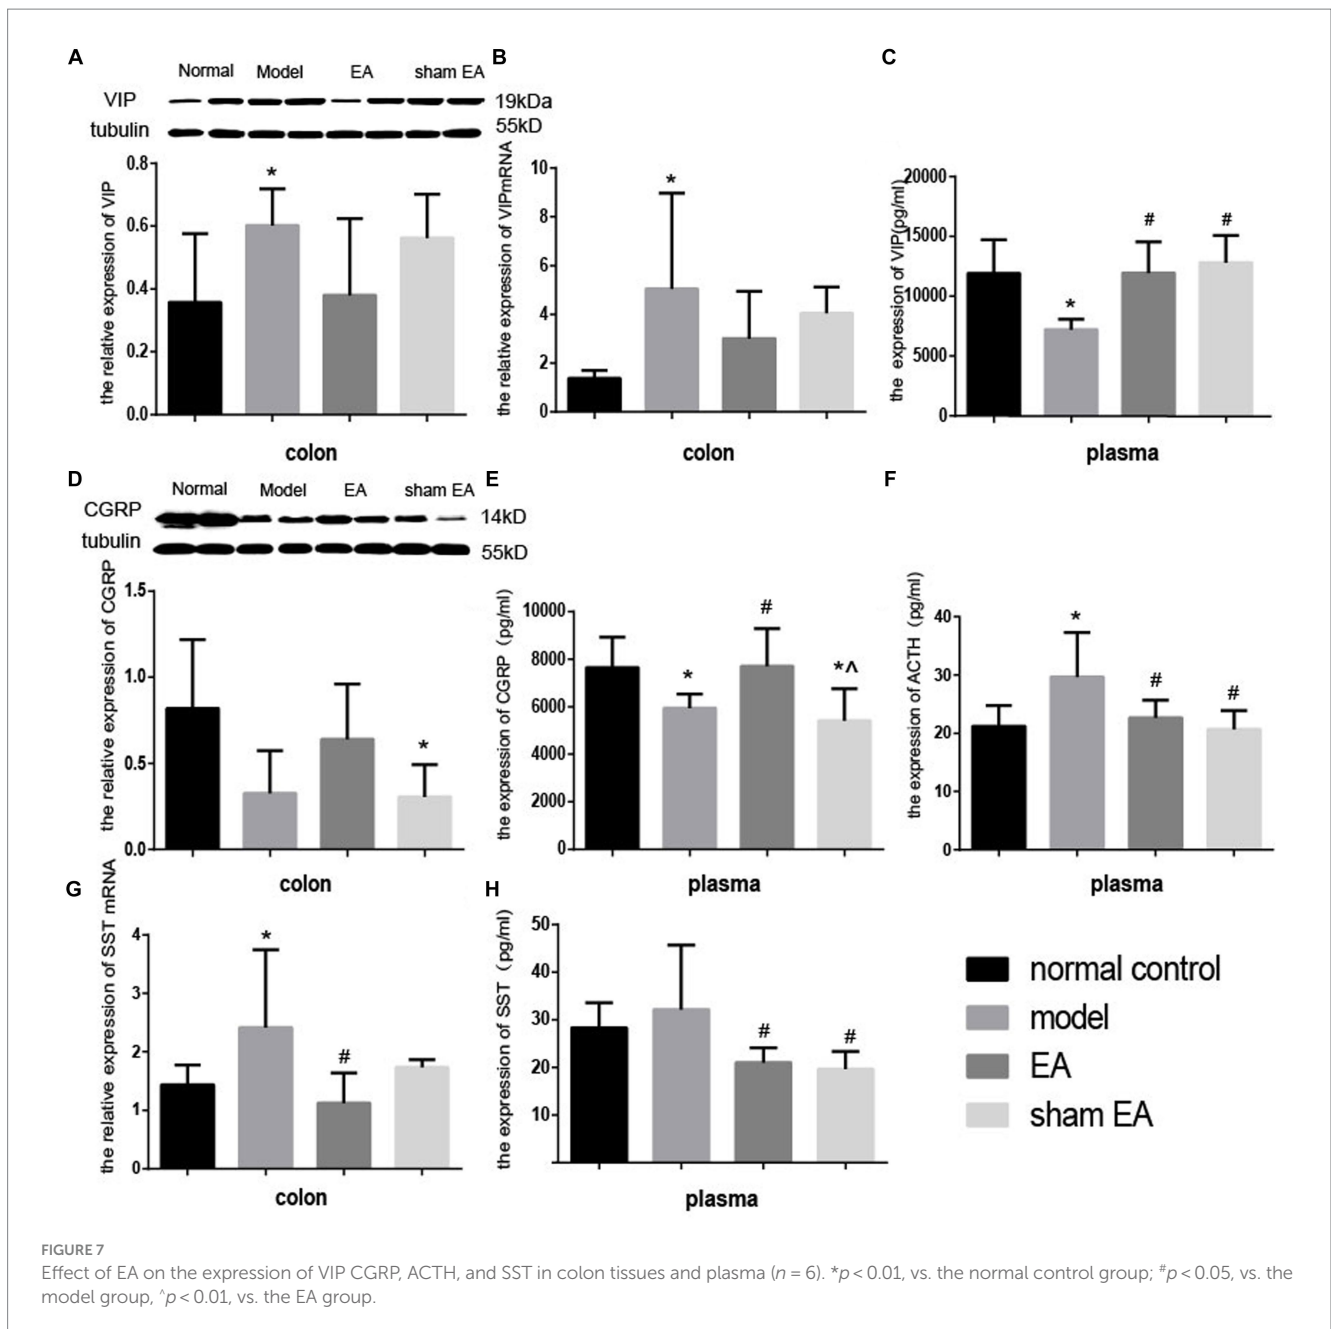 A
Normal Model EA sham EA
VIP 19kDa
tubulin 55kD
the relative expression of VIP
0.8
0.6
0.4
0.2
0.0
*
colon
B
the relative expression of VIPmRNA
10
8
6
4
2
0
*
colon
C
the expression of VIP(pg/ml)
20000
15000
10000
5000
0
*
#
#
plasma
D
Normal Model EA sham EA
CGRP 14kD
tubulin 55kD
the relative expression of CGRP
1.5
1.0
0.5
0.0
*
colon
E
the expression of CGRP (pg/ml)
10000
8000
6000
4000
2000
0
*
#
*^
plasma
F
the expression of ACTH (pg/ml)
40
30
20
10
0
*
#
#
plasma
G
the relative expression of SST mRNA
4
3
2
1
0
*
#
colon
H
the expression of SST (pg/ml)
50
40
30
20
10
#
#
plasma
normal control
model
EA
sham EA
FIGURE 7
Effect of EA on the expression of VIP CGRP, ACTH, and SST in colon tissues and plasma (n = 6). *p < 0.01, vs. the normal control group; #p < 0.05, vs. the
model group, ^p < 0.01, vs. the EA group.